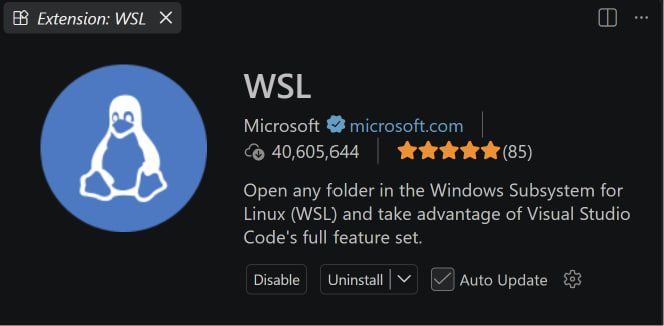 Extension: WSL
WSL
Microsoft microsoft.com
40,605,644 (85)
Open any folder in the Windows Subsystem for
Linux (WSL) and take advantage of Visual Studio
Code's full feature set.
Disable Uninstall Auto Update